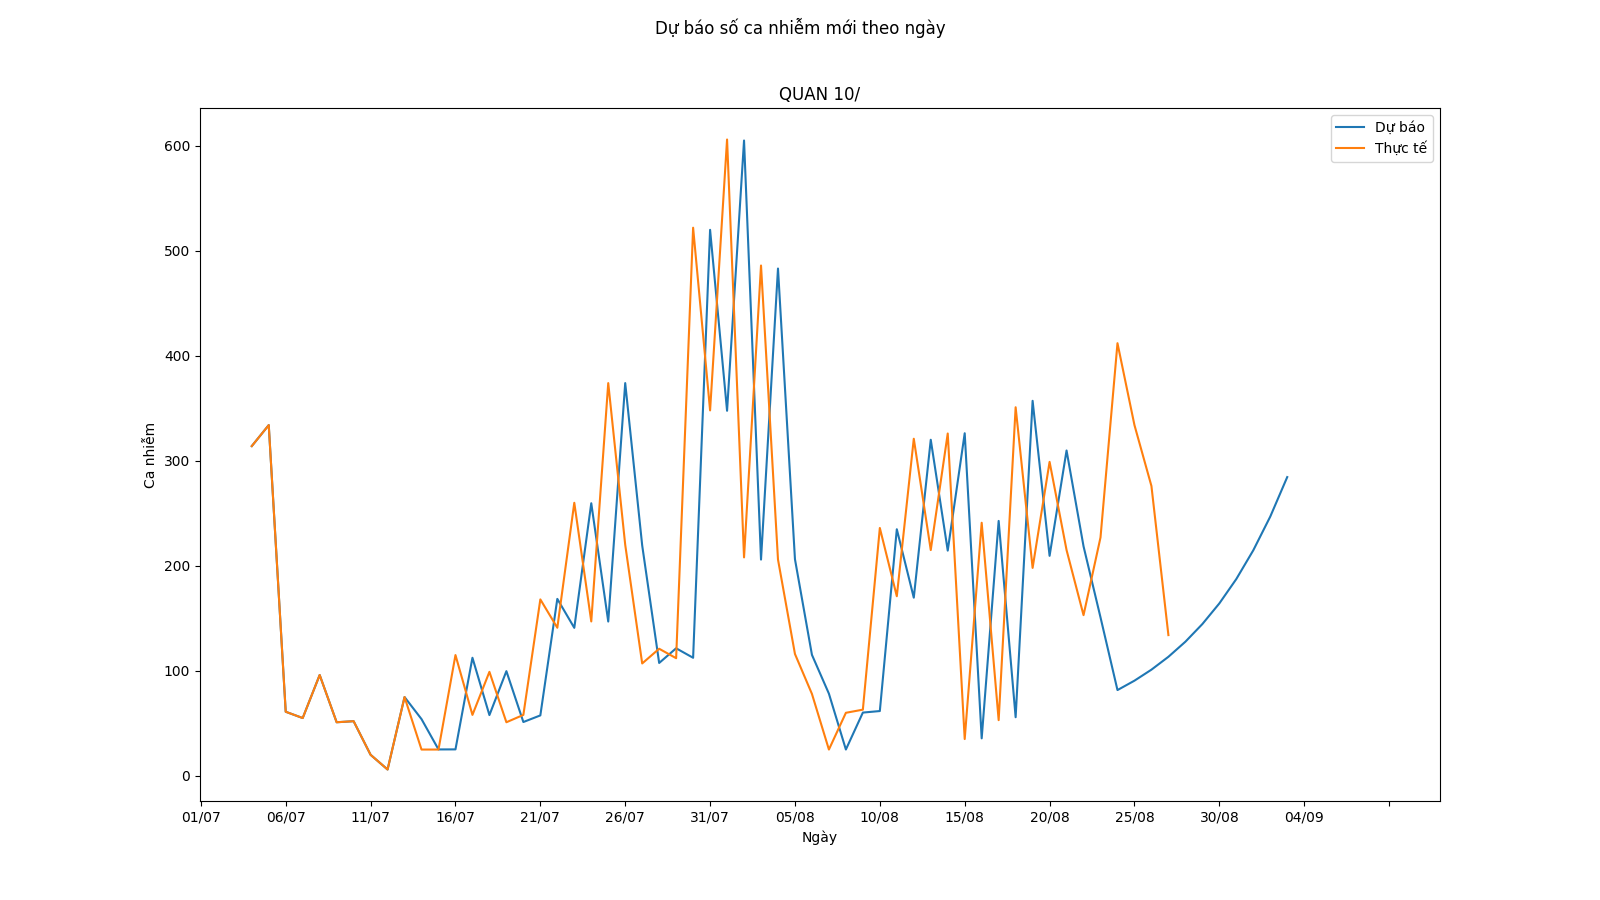 Dự báo số ca nhiễm mới theo ngày
QUAN 10/
Dự báo
Thực tế
600
500
400
300
200
100
0
Ca nhiễm
01/07 06/07 11/07 16/07 21/07 26/07 31/07 05/08 10/08 15/08 20/08 25/08 30/08 04/09
Ngày